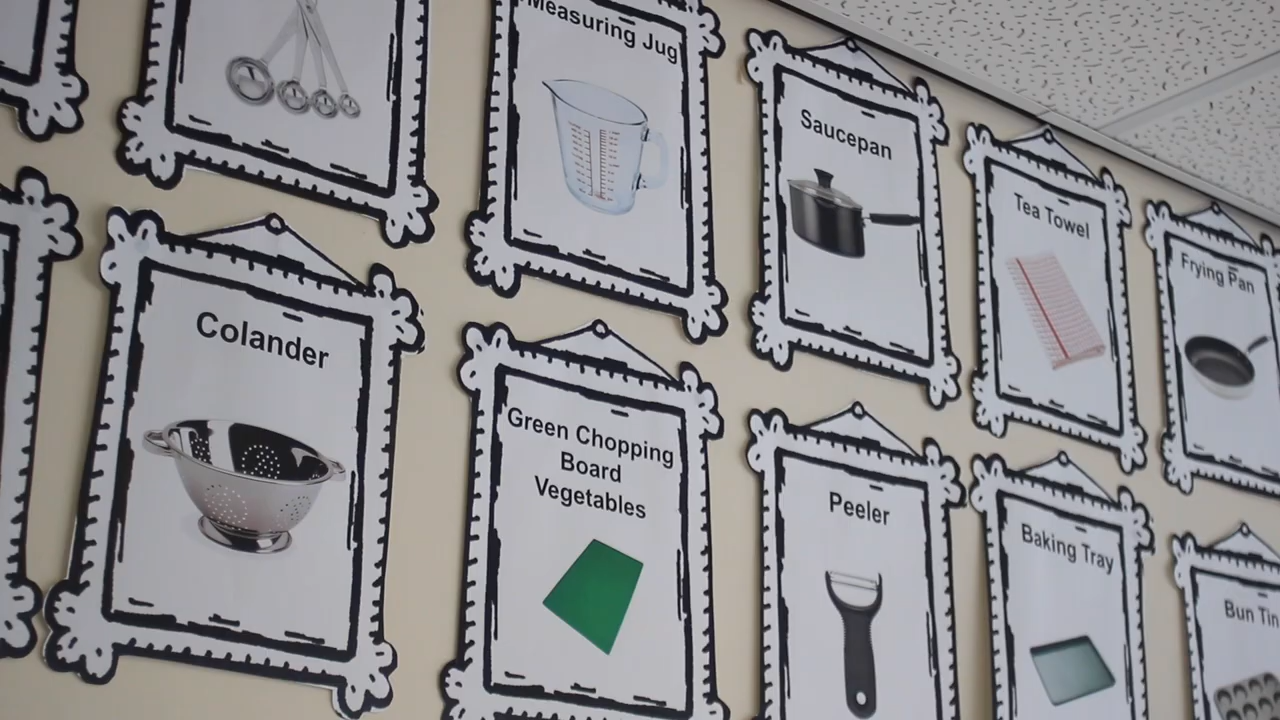 Measuring Jug
Saucepan
Tea Towel
Frying Pan
Colander
Green Chopping
Board
Vegetables
Peeler
Baking Tray
Bun Tin